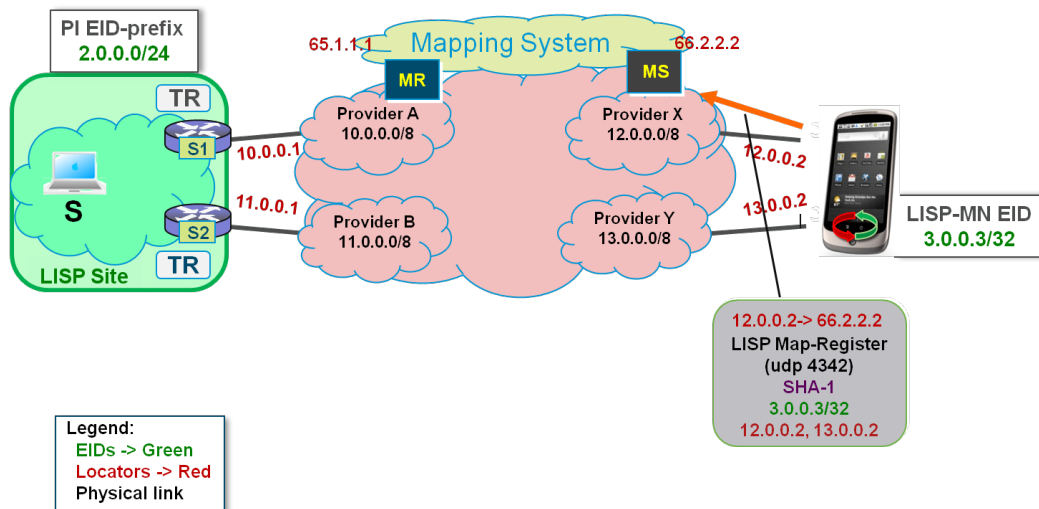 PI EID-prefix
2.0.0.0/24
65.1.1.1
Mapping System
66.2.2.2
MR
MS
TR
S1
S
S2
TR
LISP Site
10.0.0.1
11.0.0.1
Provider A
10.0.0.0/8
Provider B
11.0.0.0/8
Provider X
12.0.0.0/8
Provider Y
13.0.0.0/8
12.0.0.2
13.0.0.2
LISP-MN EID
3.0.0.3/32
12.0.0.2-> 66.2.2.2
LISP Map-Register
(udp 4342)
SHA-1
3.0.0.3/32
12.0.0.2, 13.0.0.2
Legend:
EIDs -> Green
Locators -> Red
Physical link